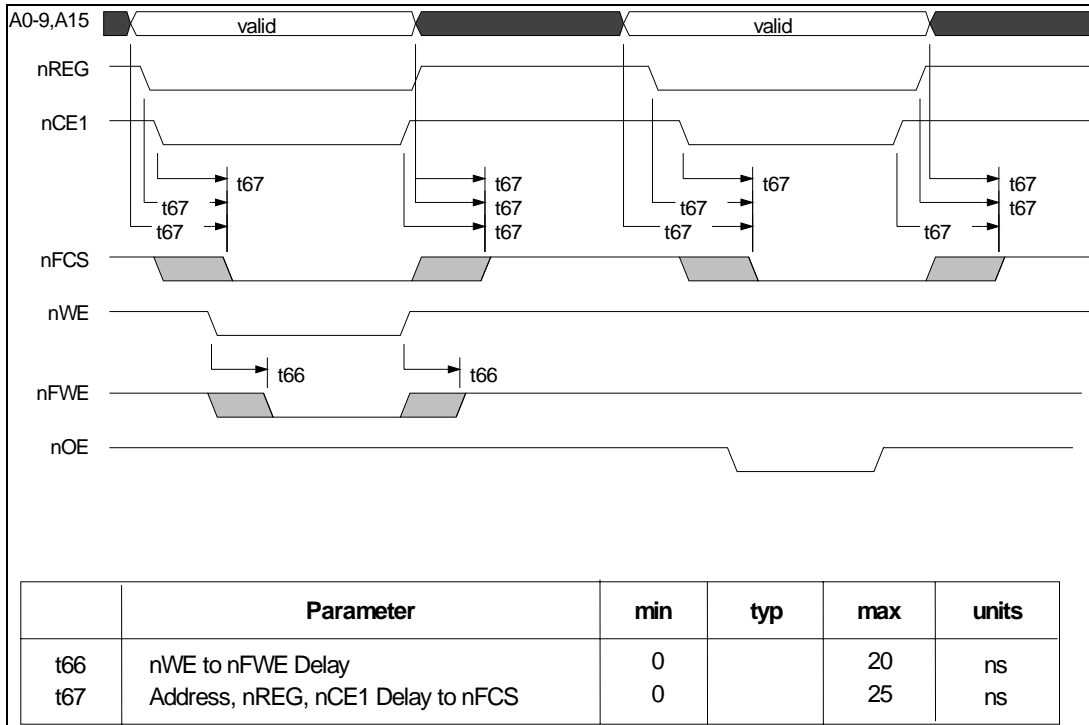 A0-9,A15 valid valid
nREG
nCE1
t67 t67 t67 t67
t67 t67 t67 t67
t67 t67 t67 t67
nFCS
nWE
t66 t66
nFWE
nOE
Parameter min typ max units
t66 nWE to nFWE Delay 0 20 ns
t67 Address, nREG, nCE1 Delay to nFCS 0 25 ns